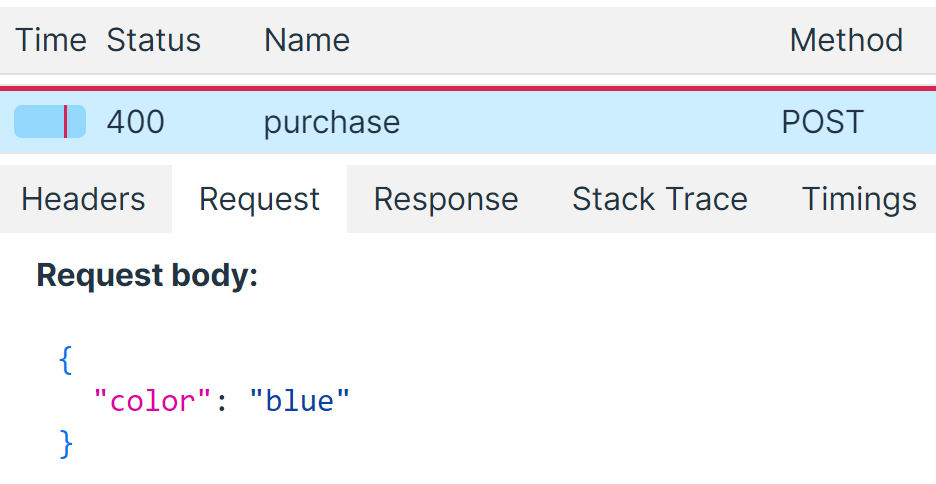 Time Status Name Method
400 purchase POST
Headers Request Response Stack Trace Timings
Request body:
{
"color": "blue"
}